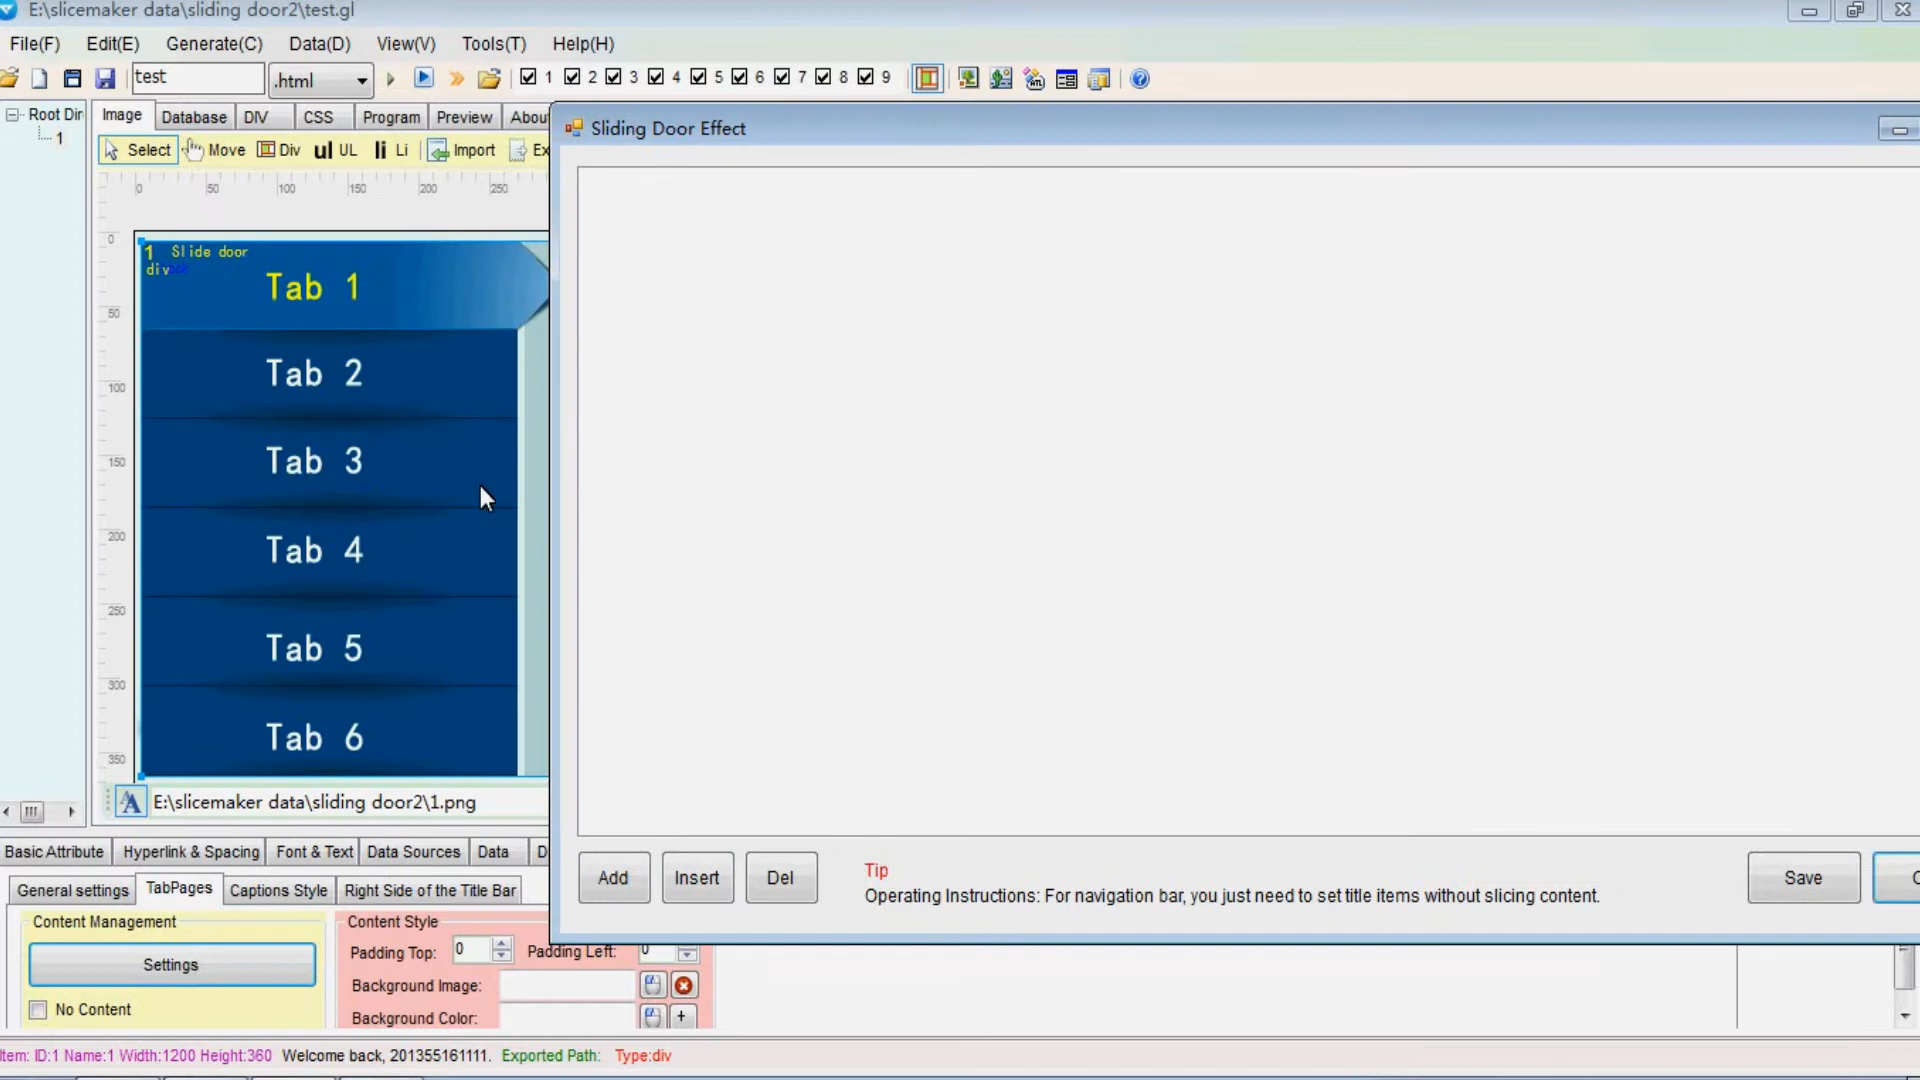 E:\slicemaker data\sliding door2\test.gl
File(F) Edit(E) Generate(C) Data(D) View(V) Tools(T) Help(H)
test .html 1 2 3 4 5 6 7 8 9
Root Dir
1
Image Database DIV CSS Program Preview Abou
Select Move Div ul UL li Li Import Ex
Sliding Door Effect
0 50 100 150 200 250
0
50
100
150
200
250
300
350
1 Slide door
div
Tab 1
Tab 2
Tab 3
Tab 4
Tab 5
Tab 6
E:\slicemaker data\sliding door2\1.png
Add Insert Del
Tip
Operating Instructions: For navigation bar, you just need to set title items without slicing content.
Save C
Basic Attribute Hyperlink & Spacing Font & Text Data Sources Data D
General settings TabPages Captions Style Right Side of the Title Bar
Content Management
Settings
No Content
Content Style
Padding Top: 0 Padding Left: 0
Background Image:
Background Color:
Item: ID:1 Name:1 Width:1200 Height:360 Welcome back, 201355161111. Exported Path: Type:div